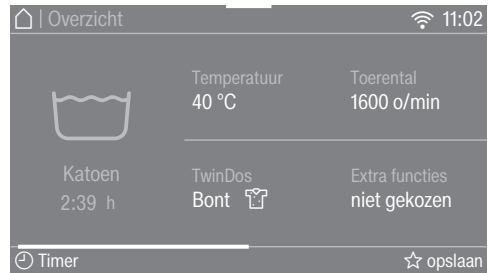 | Overzicht
11:02
Temperatuur
40 °C
Toerental
1600 o/min
Katoen
2:39 h
TwinDos
Bont
Extra functies
niet gekozen
Timer
opslaan